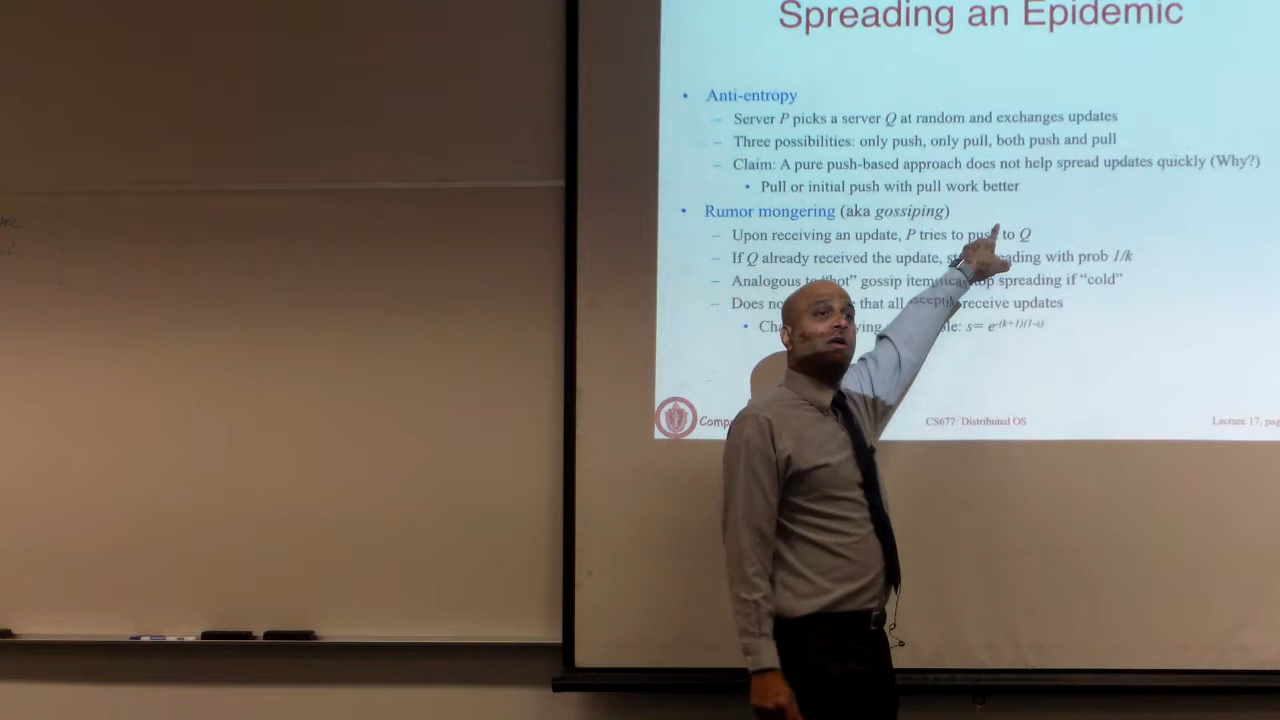 Spreading an Epidemic
• Anti-entropy
– Server P picks a server Q at random and exchanges updates
– Three possibilities: only push, only pull, both push and pull
– Claim: A pure push-based approach does not help spread updates quickly (Why?)
• Pull or initial push with pull work better
• Rumor mongering (aka gossiping)
– Upon receiving an update, P tries to push to Q
– If Q already received the update, with prob 1/k
– Analogous to "hot" gossip items, stop spreading if "cold"
– Does that all receive updates
• s= e-(k+1)(1-s)
CS677: Distributed OS
Lecture 17,